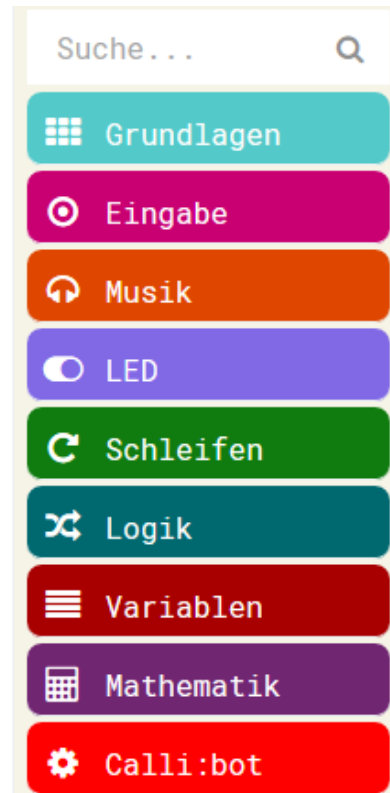 Suche...
Grundlagen
Eingabe
Musik
LED
Schleifen
Logik
Variablen
Mathematik
Calli:bot